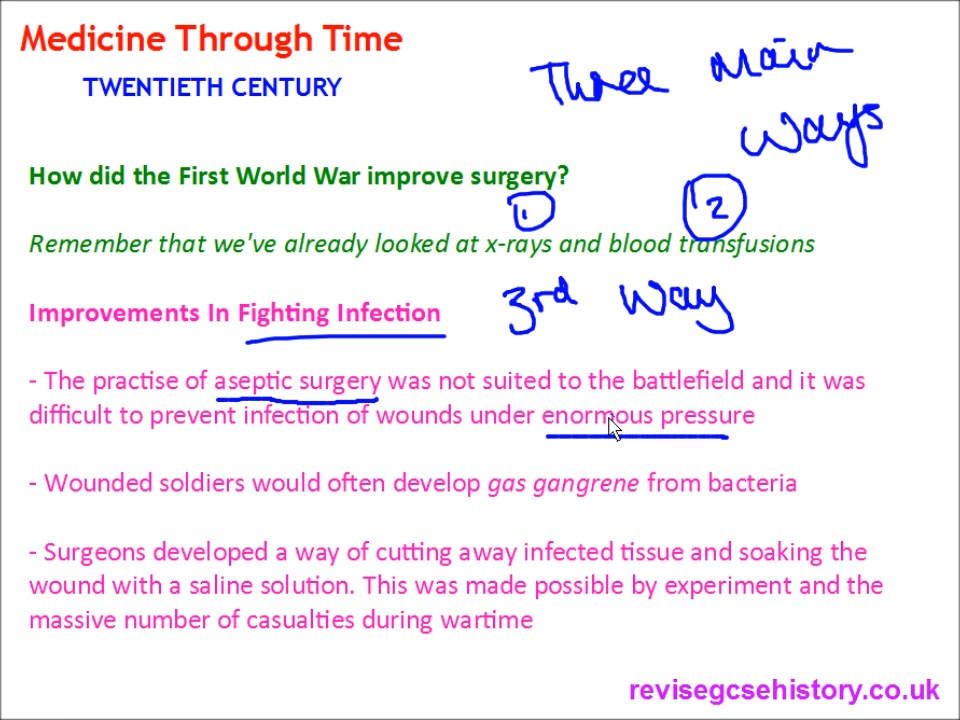 Medicine Through Time
TWENTIETH CENTURY
Three main
ways
How did the First World War improve surgery?
1. 2
Remember that we've already looked at x-rays and blood transfusions
Improvements In Fighting Infection
3rd way
- The practise of aseptic surgery was not suited to the battlefield and it was
difficult to prevent infection of wounds under enormous pressure
- Wounded soldiers would often develop gas gangrene from bacteria
- Surgeons developed a way of cutting away infected tissue and soaking the
wound with a saline solution. This was made possible by experiment and the
massive number of casualties during wartime
revisegcsehistory.co.uk